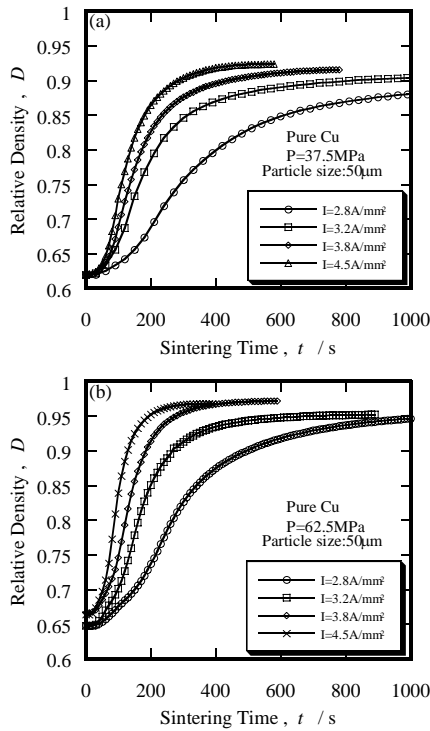 (a)
1
0.95
0.9
0.85
0.8
0.75
0.7
0.65
0.6
Relative Density , D
Pure Cu
P=37.5MPa
Particle size:50μm
I=2.8A/mm²
I=3.2A/mm²
I=3.8A/mm²
I=4.5A/mm²
0 200 400 600 800 1000
Sintering Time , t / s
(b)
1
0.95
0.9
0.85
0.8
0.75
0.7
0.65
0.6
Relative Density , D
Pure Cu
P=62.5MPa
Particle size:50μm
I=2.8A/mm²
I=3.2A/mm²
I=3.8A/mm²
I=4.5A/mm²
0 200 400 600 800 1000
Sintering Time , t / s